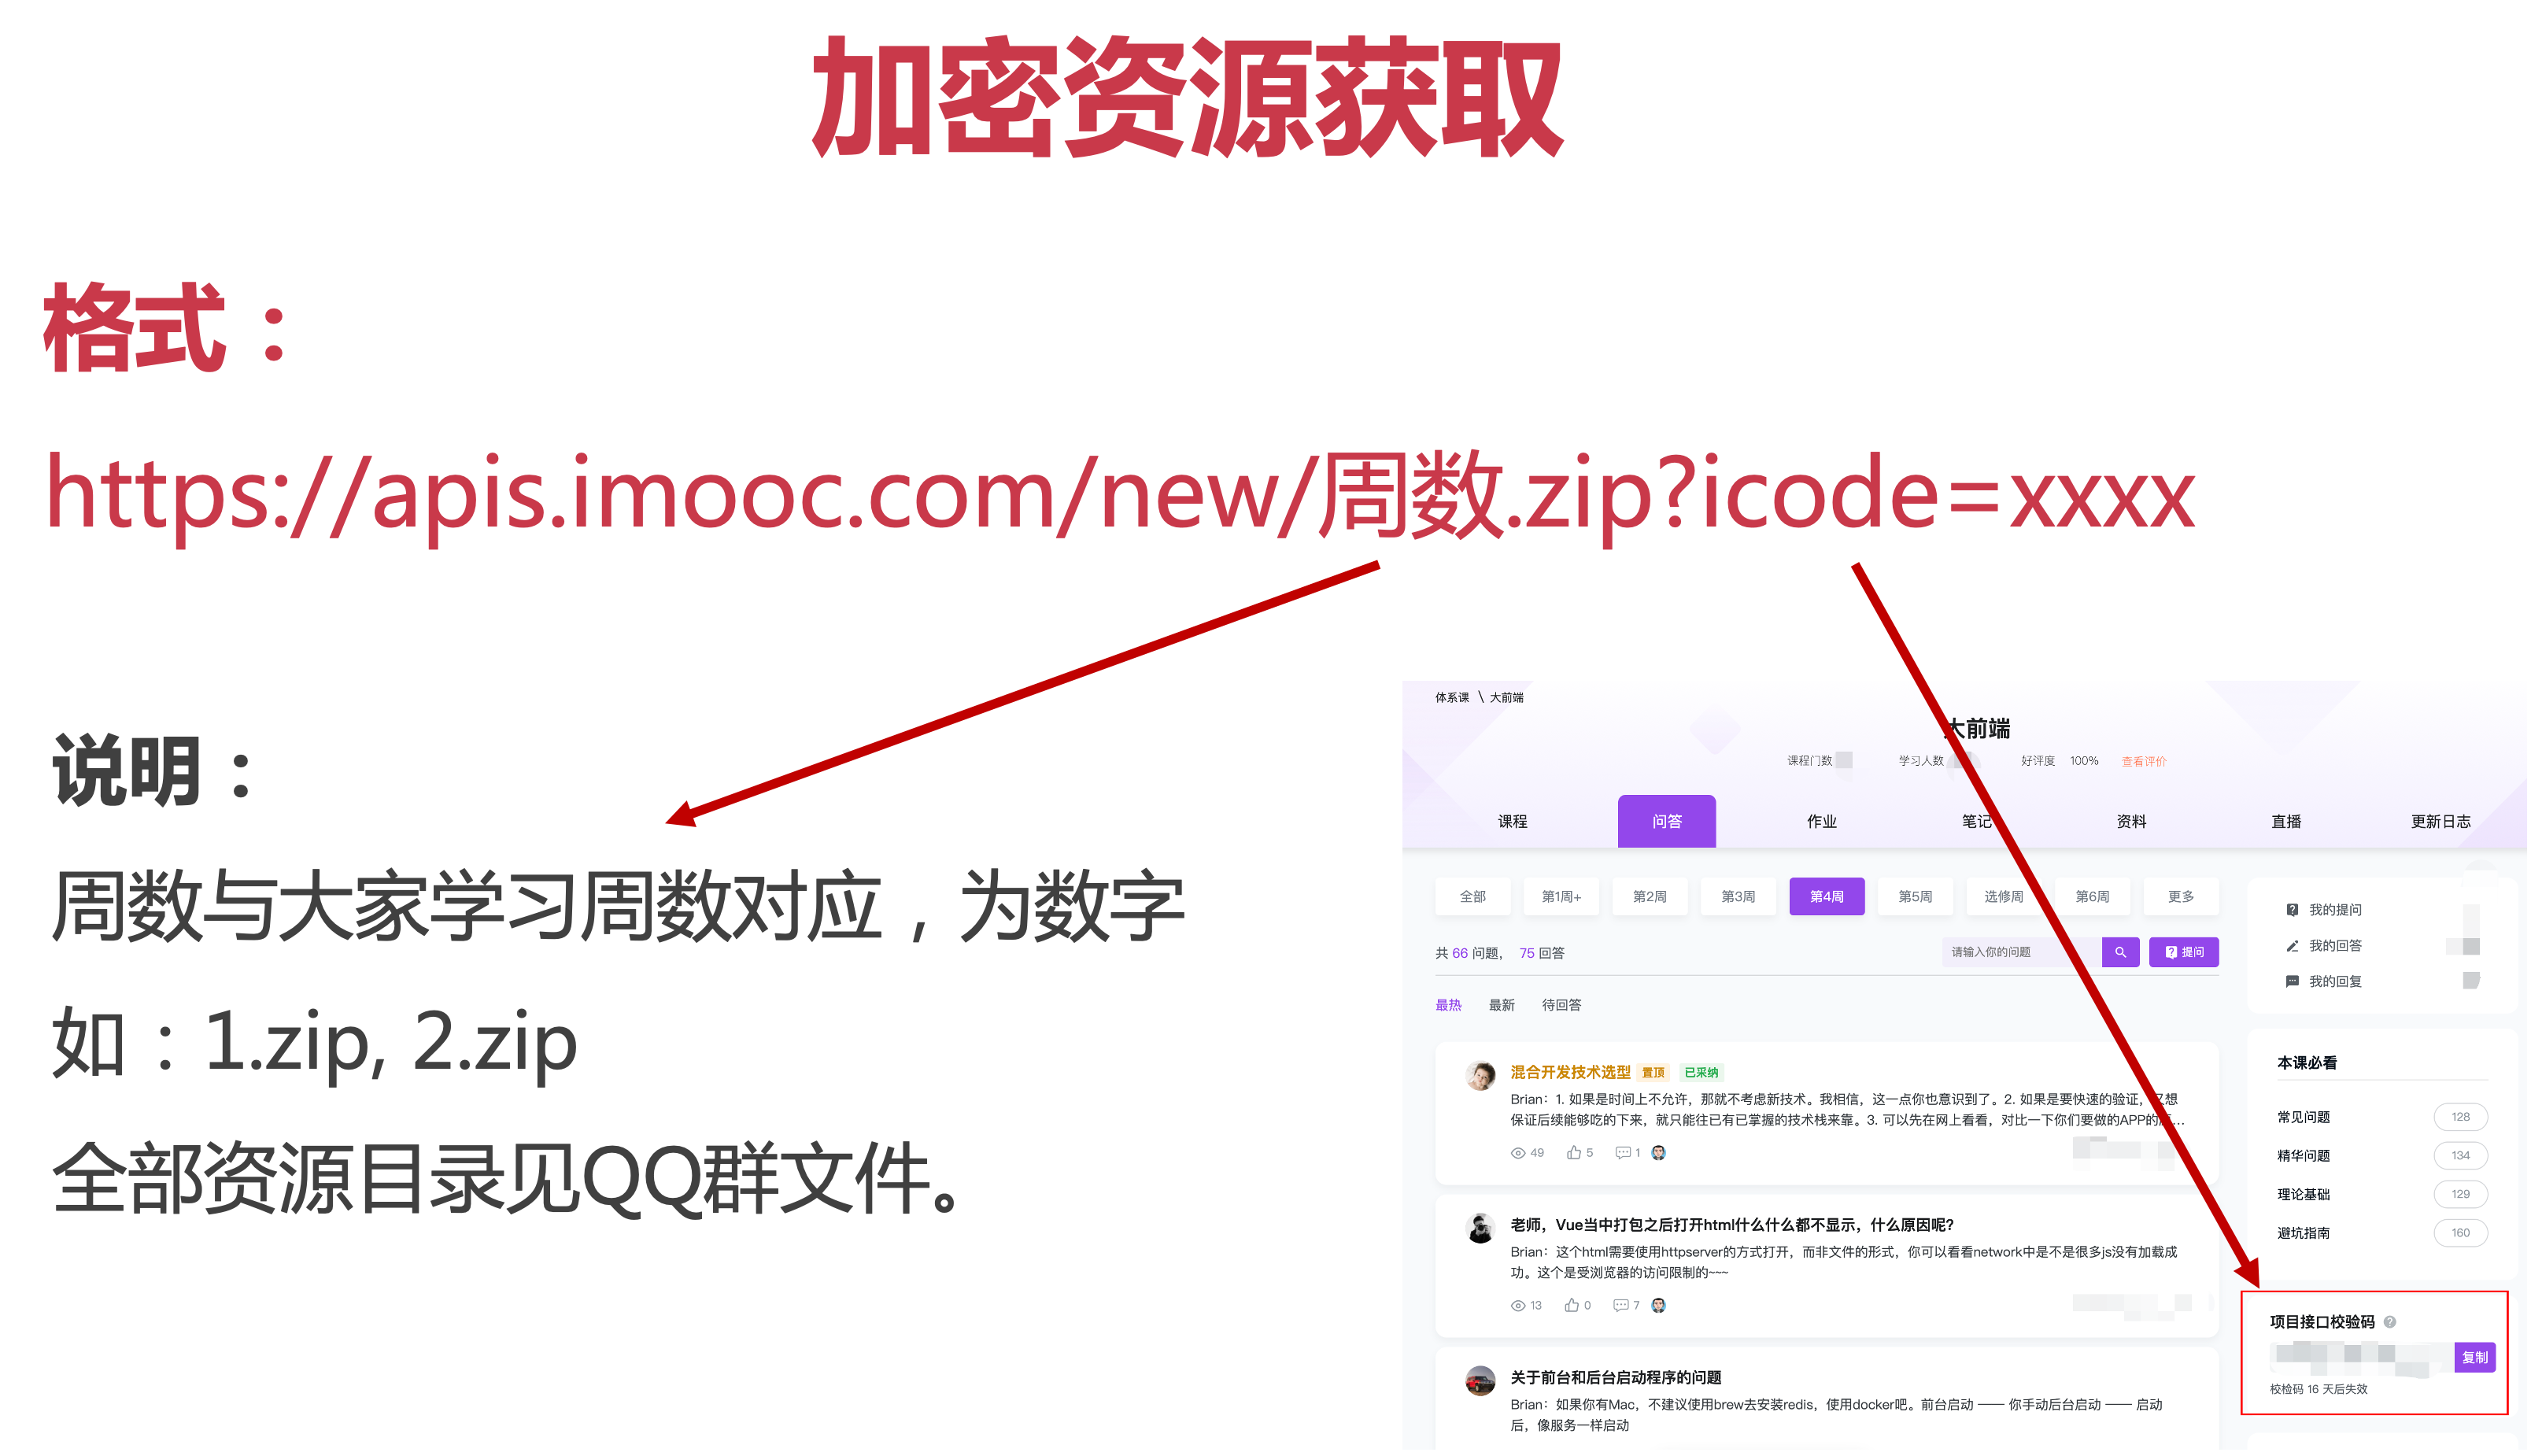 加密资源获取
格式：
https://apis.imooc.com/new/周数.zip?icode=xxxx
说明：
周数与大家学习周数对应，为数字
如：1.zip, 2.zip
全部资源目录见QQ群文件。
体系课 \ 大前端
大前端
课程门数 学习人数 好评度 100% 查看评价
课程 问答 作业 笔记 资料 直播 更新日志
全部 第1周+ 第2周 第3周 第4周 第5周 选修周 第6周 更多
共 66 问题， 75 回答
请输入你的问题 提问
最热 最新 待回答
混合开发技术选型 置顶 已采纳
Brian：1. 如果是时间上不允许，那就不考虑新技术。我相信，这一点你也意识到了。2. 如果是要快速的验证，又想
保证后续能够吃的下来，就只能往已有已掌握的技术栈来靠。3. 可以先在网上看看，对比一下你们要做的APP的...
49 5 1
老师，Vue当中打包之后打开html什么什么都不显示，什么原因呢?
Brian：这个html需要使用httpserver的方式打开，而非文件的形式，你可以看看network中是不是很多js没有加载成
功。这个是受浏览器的访问限制的~~~
13 0 7
关于前台和后台启动程序的问题
Brian：如果你有Mac，不建议使用brew去安装redis，使用docker吧。前台启动 —— 你手动后台启动 —— 启动
后，像服务一样启动
我的提问
我的回答
我的回复
本课必看
常见问题 128
精华问题 134
理论基础 129
避坑指南 160
项目接口校验码
复制
校检码 16 天后失效